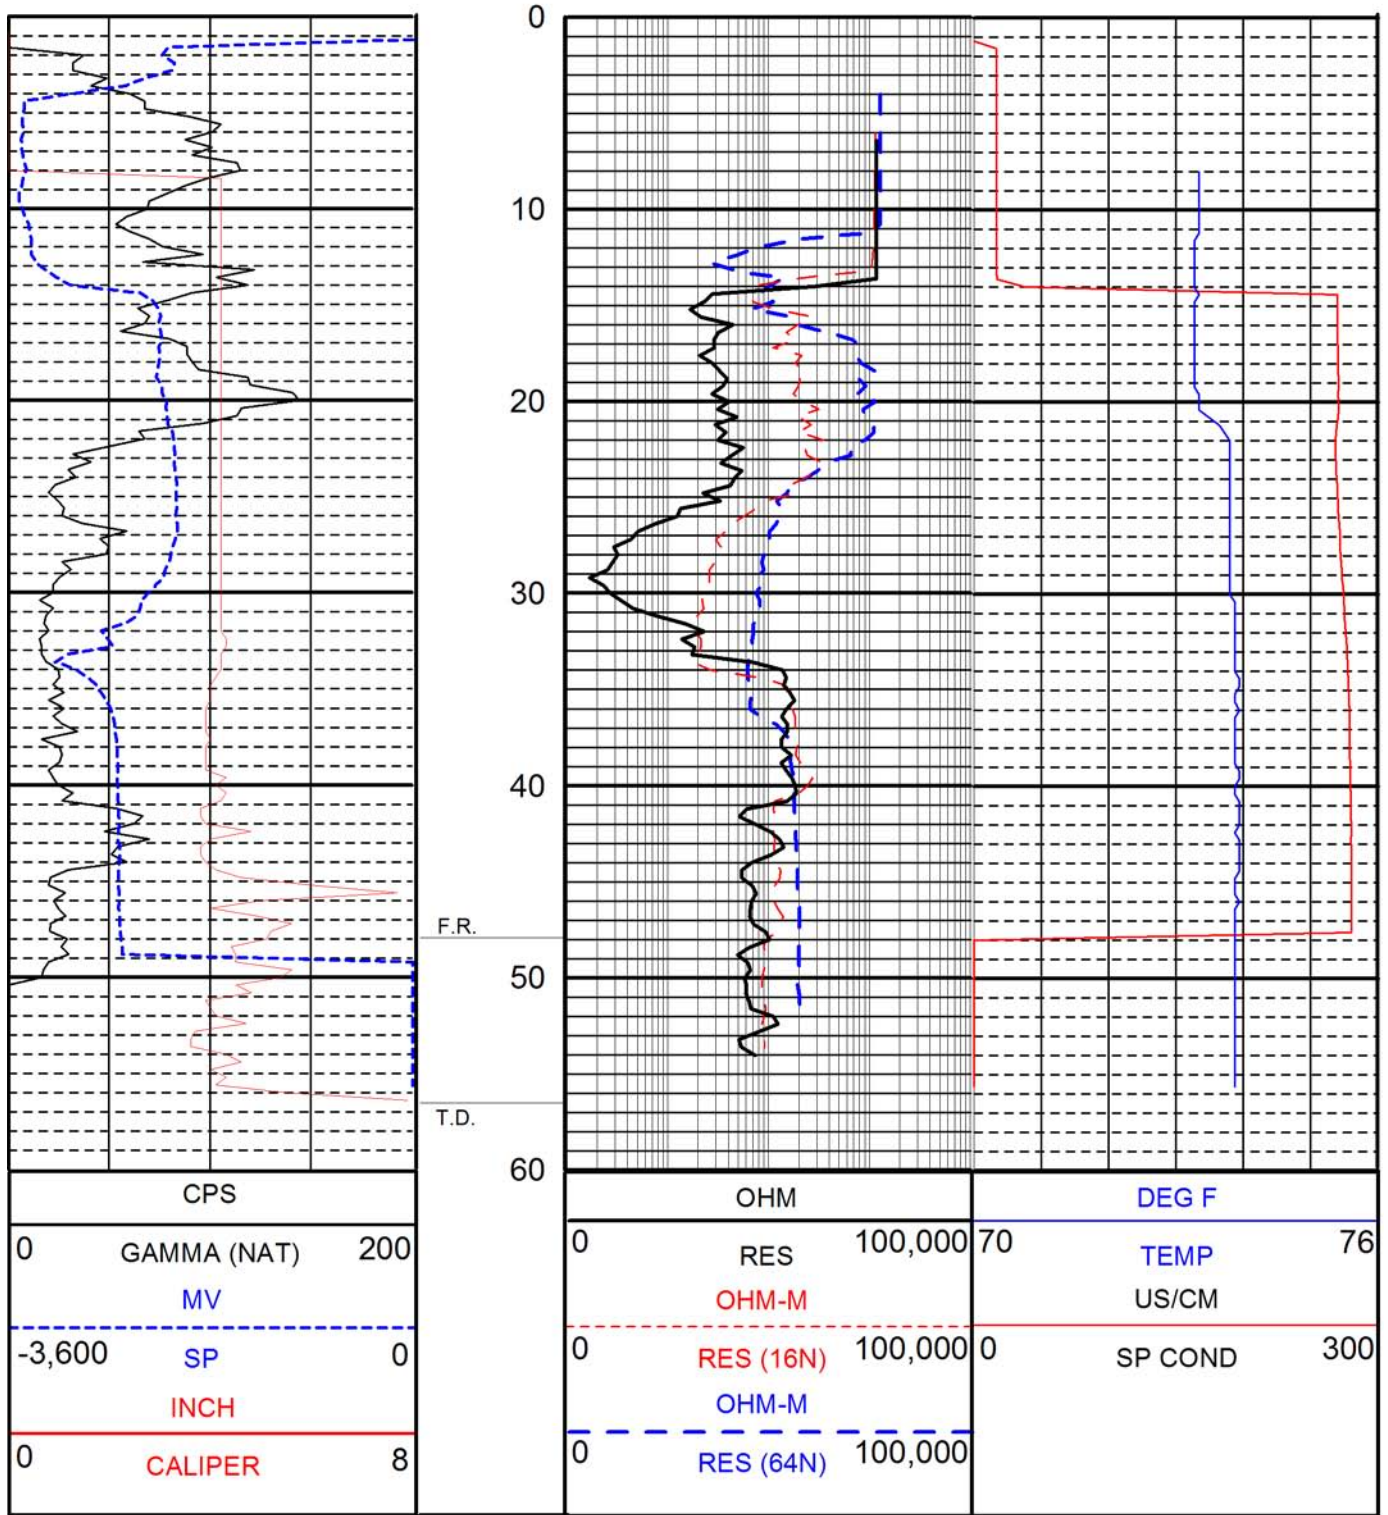 0
10
20
30
40
F.R.
50
T.D.
60
CPS
0 GAMMA (NAT) 200
MV
-3,600 SP 0
INCH
0 CALIPER 8
OHM
0 RES 100,000
OHM-M
0 RES (16N) 100,000
OHM-M
0 RES (64N) 100,000
DEG F
70 TEMP 76
US/CM
0 SP COND 300